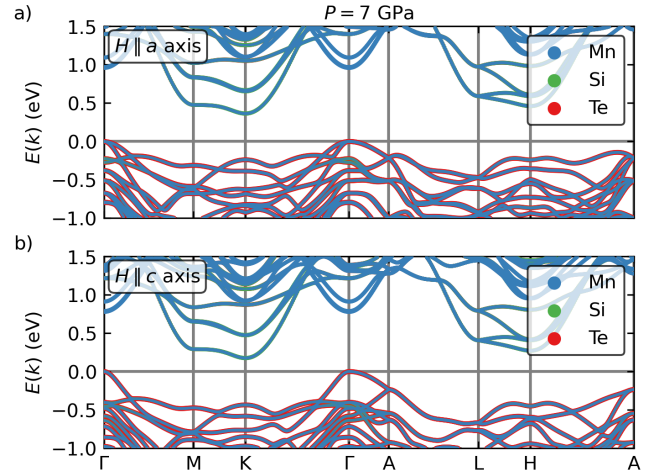 a)
P = 7 GPa
H ∥ a axis
Mn
Si
Te
E(k) (eV)
1.5
1.0
0.5
0.0
−0.5
−1.0
b)
H ∥ c axis
Mn
Si
Te
E(k) (eV)
1.5
1.0
0.5
0.0
−0.5
−1.0
Γ M K Γ A L H A